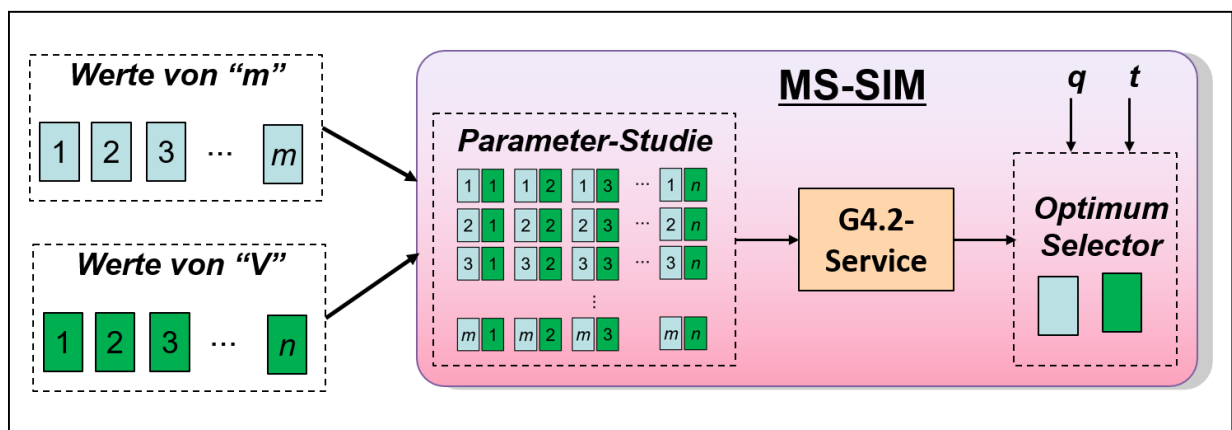 Werte von “m”
1 2 3 ... m
Werte von “V”
1 2 3 ... n
MS-SIM
Parameter-Studie
1 1 1 2 1 3 ... 1 n
2 1 2 2 2 3 ... 2 n
3 1 3 2 3 3 ... 3 n
⋮
m 1 m 2 m 3 m n
G4.2-
Service
q t
Optimum
Selector